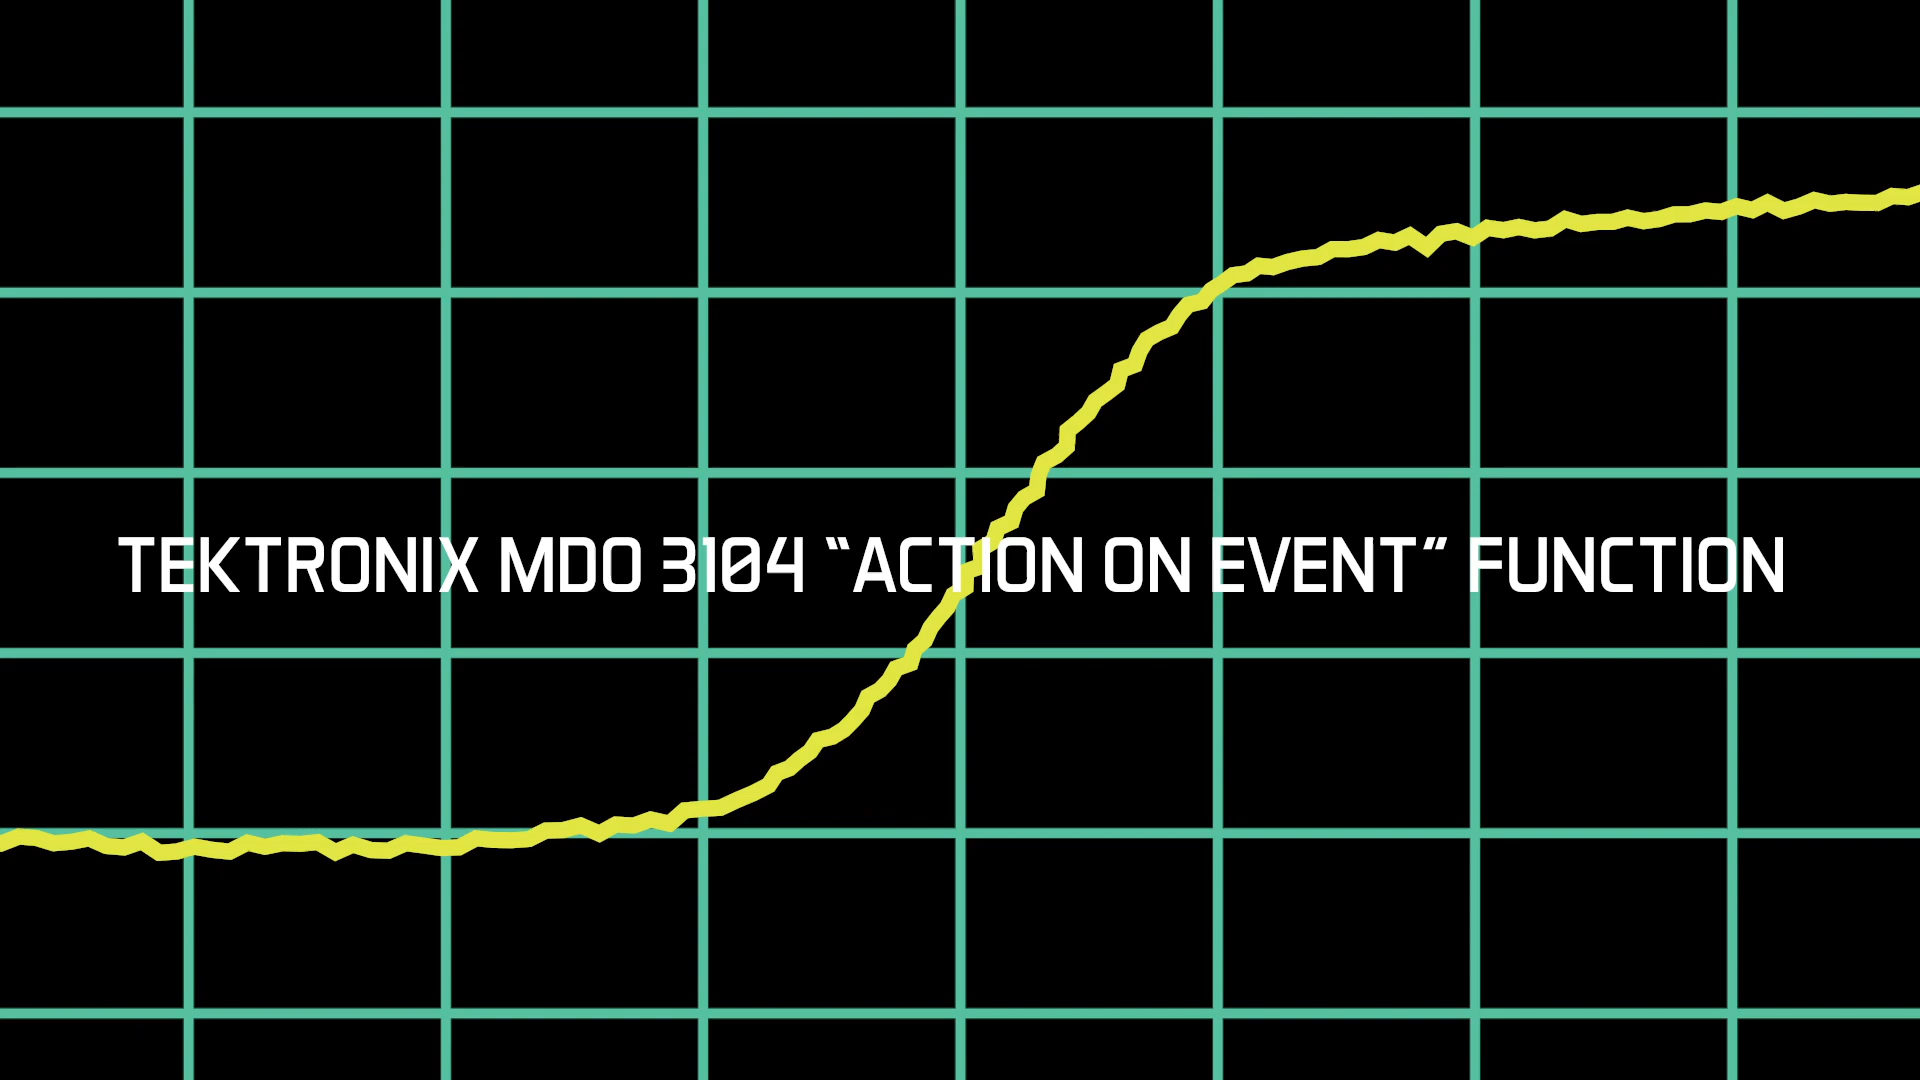 TEKTRONIX MDO 3104 “ACTION ON EVENT” FUNCTION